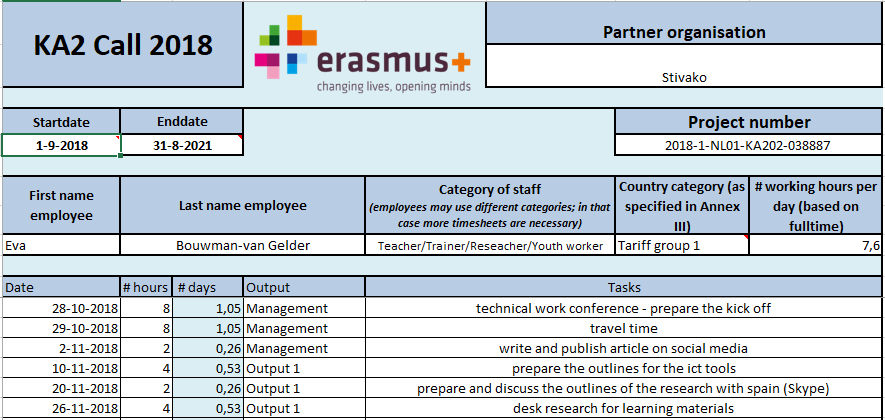 KA2 Call 2018
erasmus+
changing lives, opening minds
Partner organisation
Stivako
Startdate Enddate
1-9-2018 31-8-2021
Project number
2018-1-NL01-KA202-038887
First name employee
Last name employee
Category of staff
(employees may use different categories; in that
case more timesheets are necessary)
Country category (as
specified in Annex
III)
# working hours per
day (based on
fulltime)
Eva Bouwman-van Gelder Teacher/Trainer/Reseacher/Youth worker Tariff group 1 7,6
Date # hours # days Output Tasks
28-10-2018 8 1,05 Management technical work conference - prepare the kick off
29-10-2018 8 1,05 Management travel time
2-11-2018 2 0,26 Management write and publish article on social media
10-11-2018 4 0,53 Output 1 prepare the outlines for the ict tools
20-11-2018 2 0,26 Output 1 prepare and discuss the outlines of the research with spain (Skype)
26-11-2018 4 0,53 Output 1 desk research for learning materials